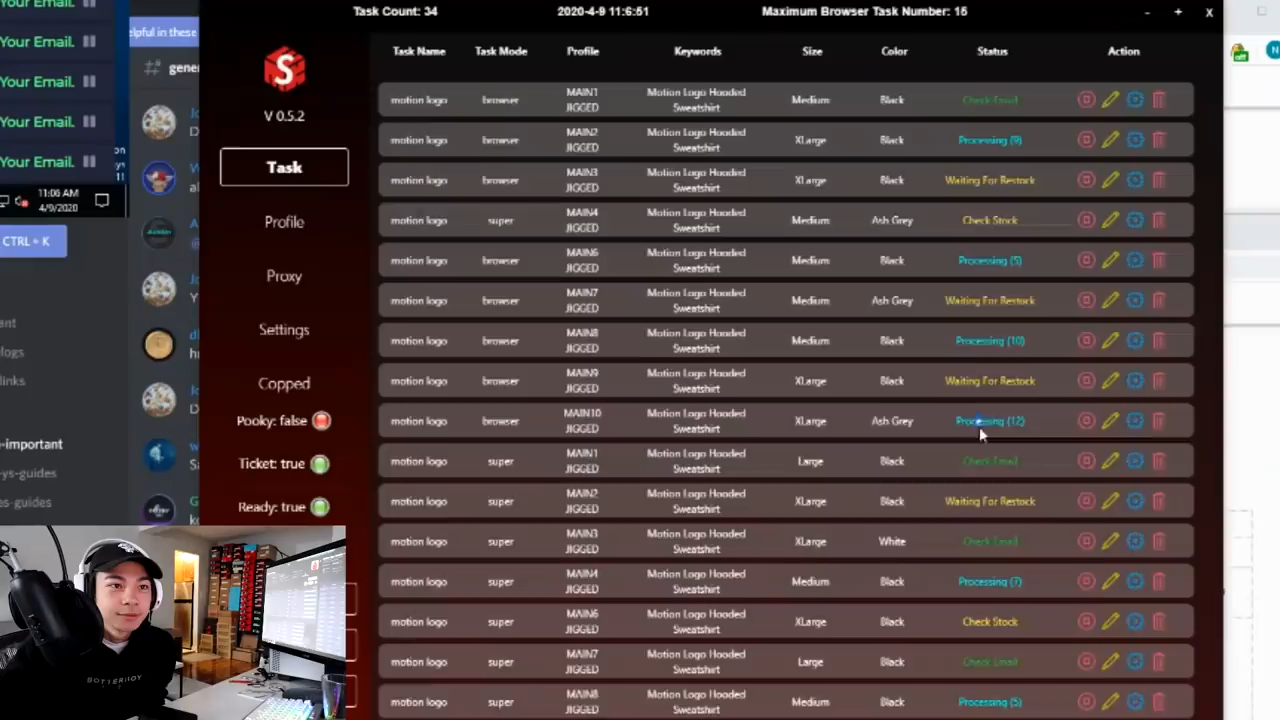 Task Count: 34
2020-4-9 11:6:51
Maximum Browser Task Number: 15
- + x
Your Email.
Your Email.
Your Email.
Your Email.
Your Email.
11:06 AM
4/9/2020
CTRL + K
elpful in these
gener
ant
logs
links
-important
ys-guides
es-guides
S
V 0.5.2
Task
Profile
Proxy
Settings
Copped
Pooky: false
Ticket: true
Ready: true
Task Name Task Mode Profile Keywords Size Color Status Action
motion logo browser MAIN1 JIGGED Motion Logo Hooded Sweatshirt Medium Black Check Email
motion logo browser MAIN2 JIGGED Motion Logo Hooded Sweatshirt XLarge Black Processing (9)
motion logo browser MAIN3 JIGGED Motion Logo Hooded Sweatshirt XLarge Black Waiting For Restock
motion logo super MAIN4 JIGGED Motion Logo Hooded Sweatshirt Medium Ash Grey Check Stock
motion logo browser MAIN6 JIGGED Motion Logo Hooded Sweatshirt Medium Black Processing (5)
motion logo browser MAIN7 JIGGED Motion Logo Hooded Sweatshirt Medium Ash Grey Waiting For Restock
motion logo browser MAIN8 JIGGED Motion Logo Hooded Sweatshirt Medium Black Processing (10)
motion logo browser MAIN9 JIGGED Motion Logo Hooded Sweatshirt XLarge Black Waiting For Restock
motion logo browser MAIN10 JIGGED Motion Logo Hooded Sweatshirt XLarge Ash Grey Processing (12)
motion logo super MAIN1 JIGGED Motion Logo Hooded Sweatshirt Large Black Check Email
motion logo super MAIN2 JIGGED Motion Logo Hooded Sweatshirt XLarge Black Waiting For Restock
motion logo super MAIN3 JIGGED Motion Logo Hooded Sweatshirt XLarge White Check Email
motion logo super MAIN4 JIGGED Motion Logo Hooded Sweatshirt Medium Black Processing (7)
motion logo super MAIN6 JIGGED Motion Logo Hooded Sweatshirt XLarge Black Check Stock
motion logo super MAIN7 JIGGED Motion Logo Hooded Sweatshirt Large Black Check Email
motion logo super MAIN8 JIGGED Motion Logo Hooded Sweatshirt Medium Black Processing (5)
off